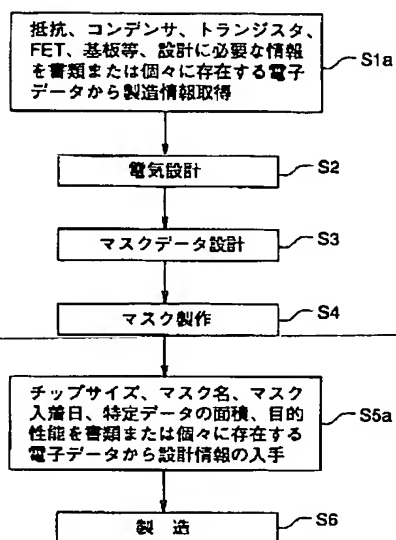 抵抗、コンデンサ、トランジスタ、
FET、基板等、設計に必要な情報
を書類または個々に存在する電子
データから製造情報取得
S1a
電気設計
S2
マスクデータ設計
S3
マスク製作
S4
チップサイズ、マスク名、マスク
入着日、特定データの面積、目的
性能を書類または個々に存在する
電子データから設計情報の入手
S5a
製 造
S6